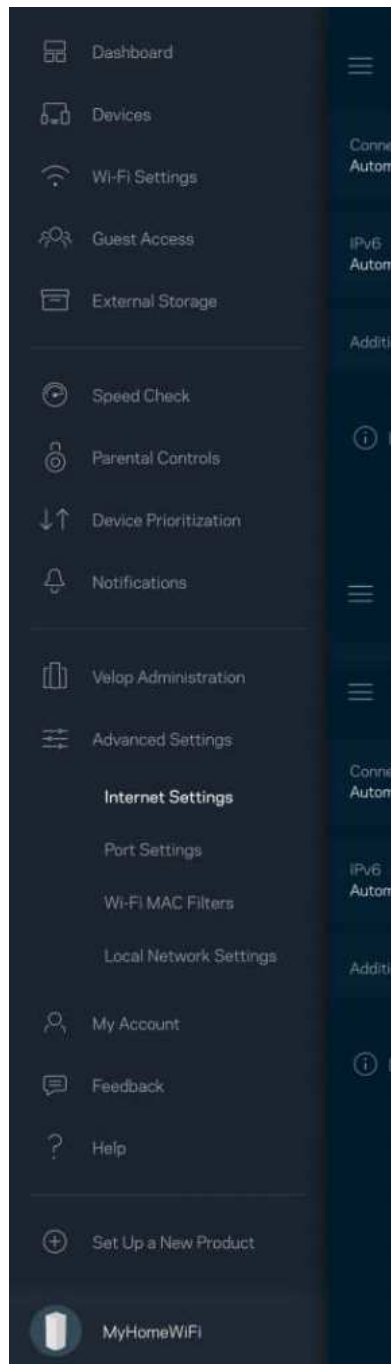 Dashboard
Devices
Wi-Fi Settings
Guest Access
External Storage
Speed Check
Parental Controls
Device Prioritization
Notifications
Velop Administration
Advanced Settings
Internet Settings
Port Settings
Wi-Fi MAC Filters
Local Network Settings
My Account
Feedback
Help
Set Up a New Product
MyHomeWiFi
IPv6
IPv6